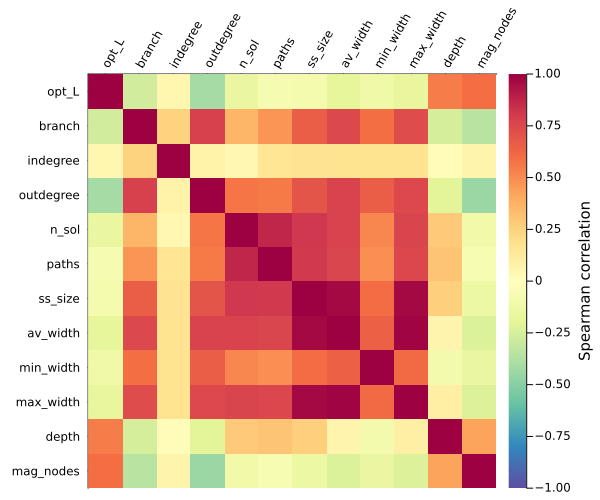 opt_L
branch
indegree
outdegree
n_sol
paths
ss_size
av_width
min_width
max_width
depth
mag_nodes
opt_L
branch
indegree
outdegree
n_sol
paths
ss_size
av_width
min_width
max_width
depth
mag_nodes
1.00
0.75
0.50
0.25
0
−0.25
−0.50
−0.75
−1.00
Spearman correlation